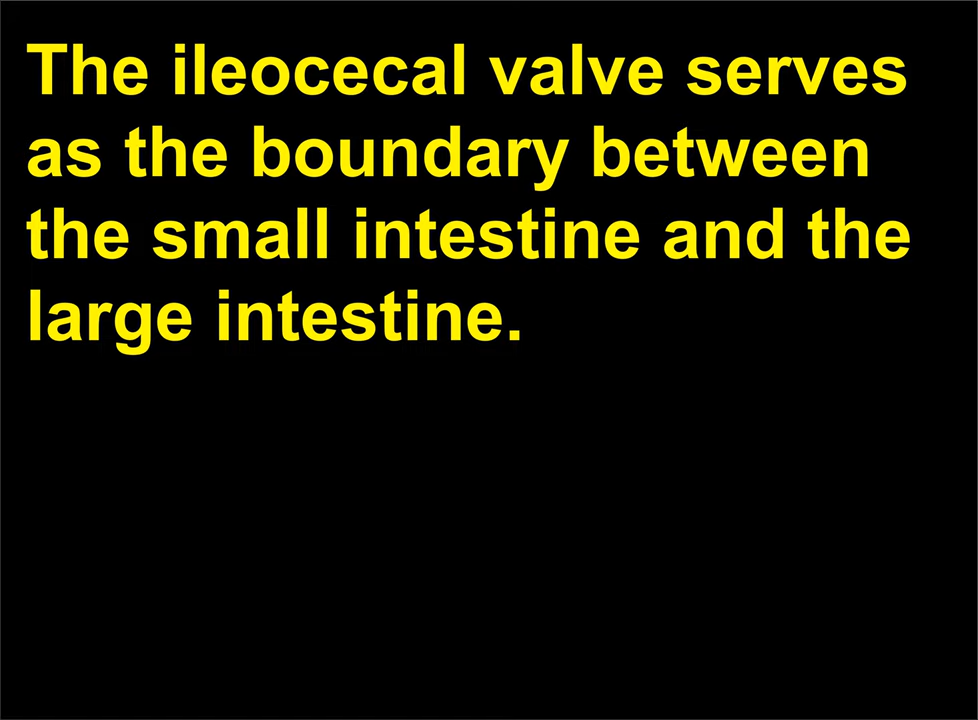 The ileocecal valve serves
as the boundary between
the small intestine and the
large intestine.